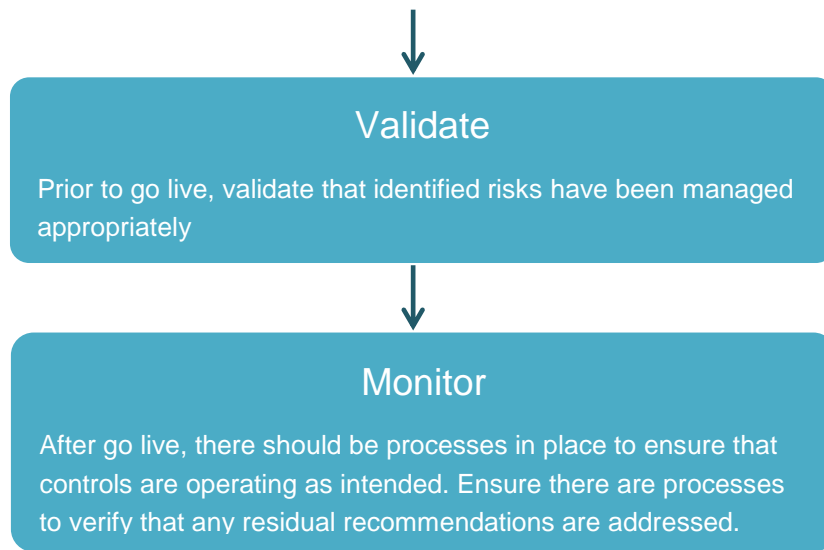 Validate
Prior to go live, validate that identified risks have been managed
appropriately
Monitor
After go live, there should be processes in place to ensure that
controls are operating as intended. Ensure there are processes
to verify that any residual recommendations are addressed.